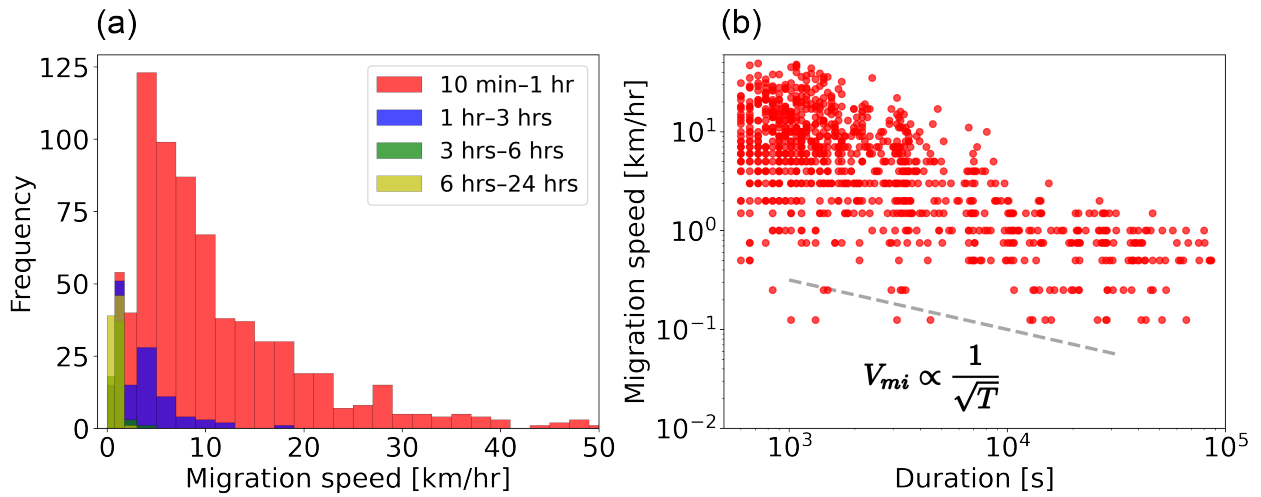 (a)
125
100
75
50
25
0
Frequency
0 10 20 30 40 50
Migration speed [km/hr]
10 min–1 hr
1 hr–3 hrs
3 hrs–6 hrs
6 hrs–24 hrs
(b)
10¹
10⁰
10⁻¹
10⁻²
Migration speed [km/hr]
V_{mi} ∝ 1/√T
10³ 10⁴ 10⁵
Duration [s]